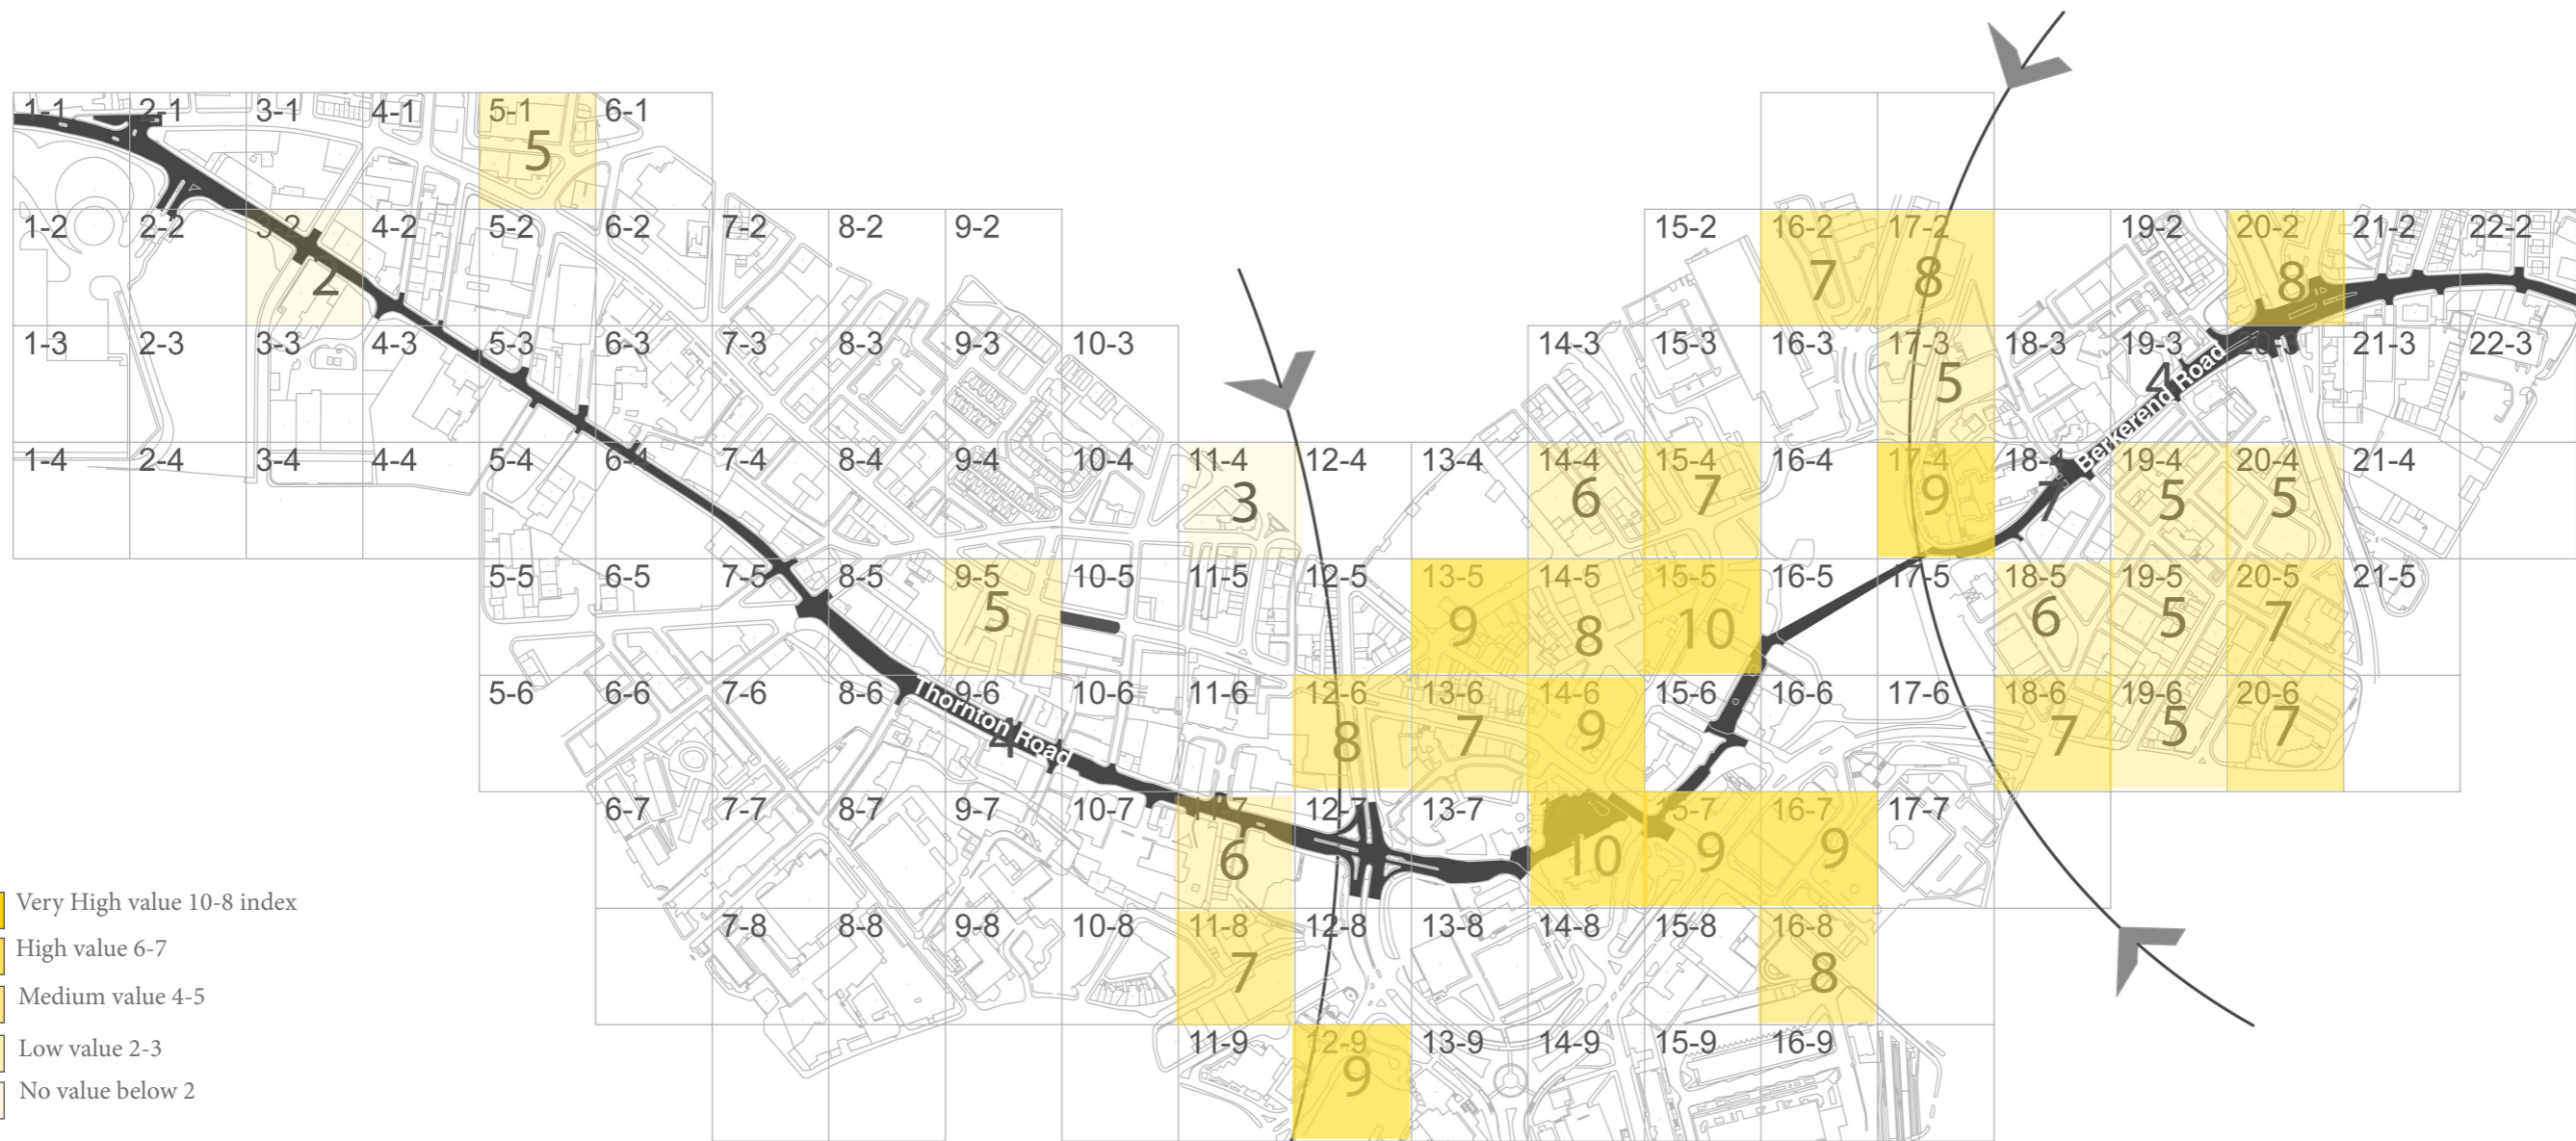 1-1 2-1 3-1 4-1 5-1 6-1
5
1-2 2-2 3-2 4-2 5-2 6-2 7-2 8-2 9-2 15-2 16-2 17-2 19-2 20-2 21-2 22-2
2 7 8 8
1-3 2-3 3-3 4-3 5-3 6-3 7-3 8-3 9-3 10-3 14-3 15-3 16-3 17-3 18-3 19-3 21-3 22-3
5 4
Berkerend Road
1-4 2-4 3-4 4-4 5-4 6-4 7-4 8-4 9-4 10-4 11-4 12-4 13-4 14-4 15-4 16-4 17-4 18-4 19-4 20-4 21-4
3 6 7 9 7 5 5
5-5 6-5 7-5 8-5 9-5 10-5 11-5 12-5 13-5 14-5 15-5 16-5 17-5 18-5 19-5 20-5 21-5
5 9 8 10 6 5 7
5-6 6-6 7-6 8-6 9-6 10-6 11-6 12-6 13-6 14-6 15-6 16-6 17-6 18-6 19-6 20-6
Thornton Road
4 8 7 9 7 5 7
6-7 7-7 8-7 9-7 10-7 11-7 12-7 13-7 15-7 16-7 17-7
6 10 9 9
7-8 8-8 9-8 10-8 11-8 12-8 13-8 14-8 15-8 16-8
7 8
11-9 12-9 13-9 14-9 15-9 16-9
9
Very High value 10-8 index
High value 6-7
Medium value 4-5
Low value 2-3
No value below 2